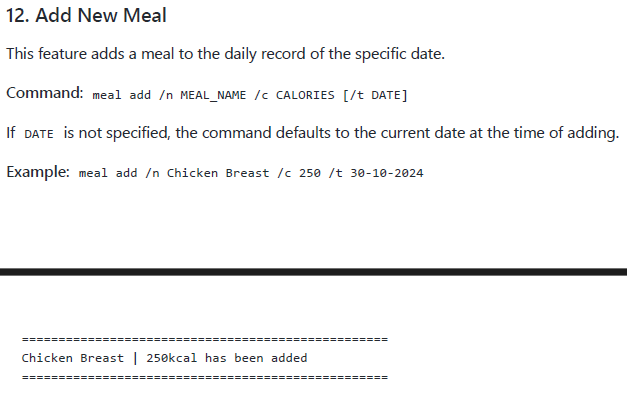 12. Add New Meal
This feature adds a meal to the daily record of the specific date.
Command: meal add /n MEAL_NAME /c CALORIES [/t DATE]
If DATE is not specified, the command defaults to the current date at the time of adding.
Example: meal add /n Chicken Breast /c 250 /t 30-10-2024
==================================================
Chicken Breast | 250kcal has been added
==================================================